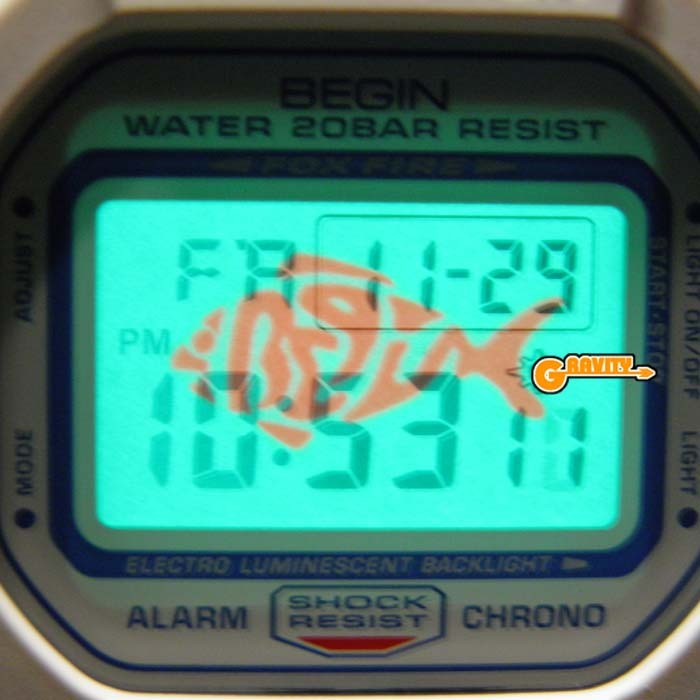 BEGIN
WATER 20BAR RESIST
FOX FIRE
ADJUST
LIGHT ON/OFF
START·STOP
FR 11-29
PM
GRAVITY
10:53 11
MODE
LIGHT
ELECTRO LUMINESCENT BACKLIGHT
ALARM
SHOCK
RESIST
CHRONO